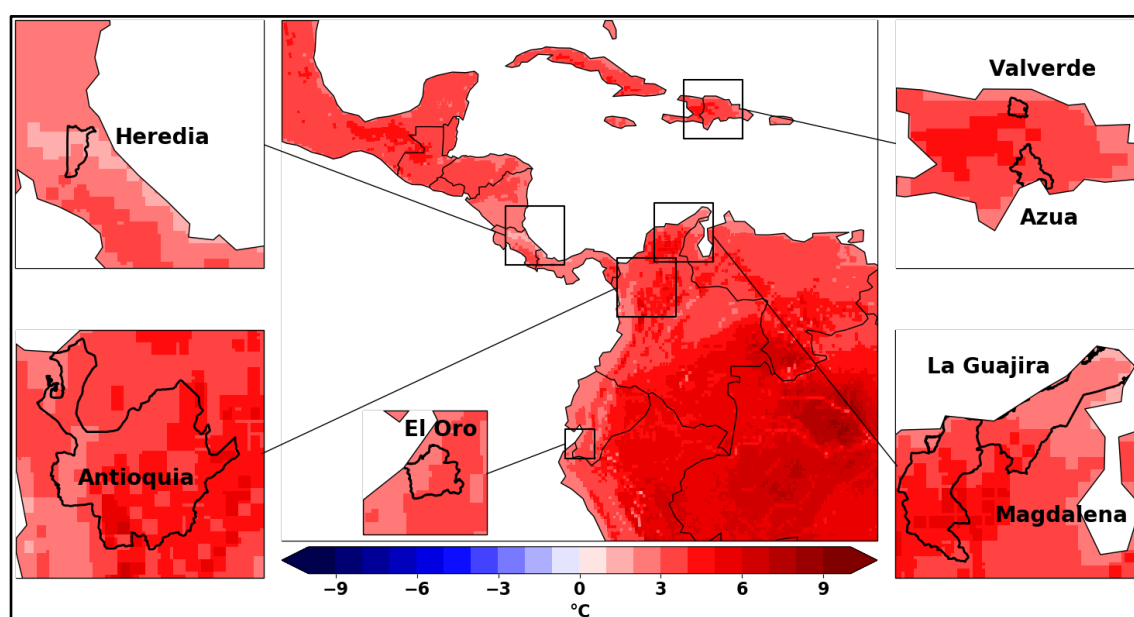 Heredia
Valverde
Azua
Antioquia
El Oro
La Guajira
Magdalena
−9 −6 −3 0 3 6 9
°C